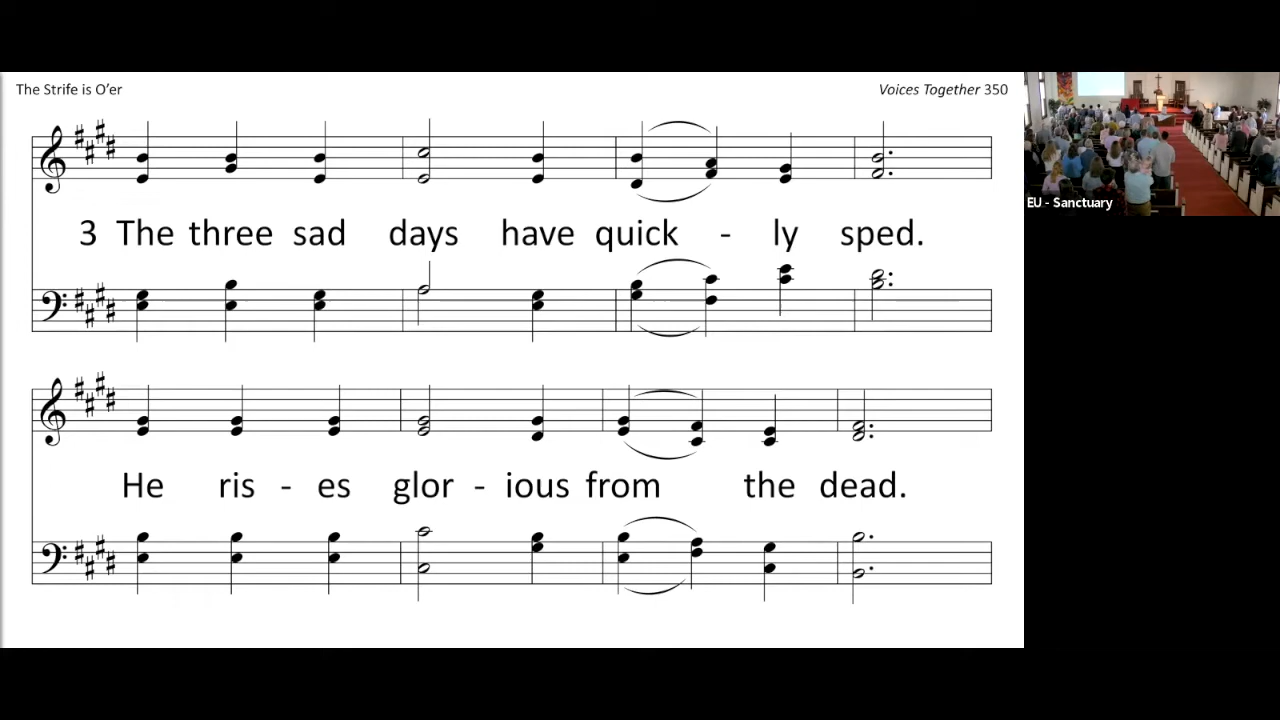 The Strife is O’er
Voices Together 350
3 The three sad days have quick - ly sped.
He ris - es glor - ious from the dead.
EU - Sanctuary